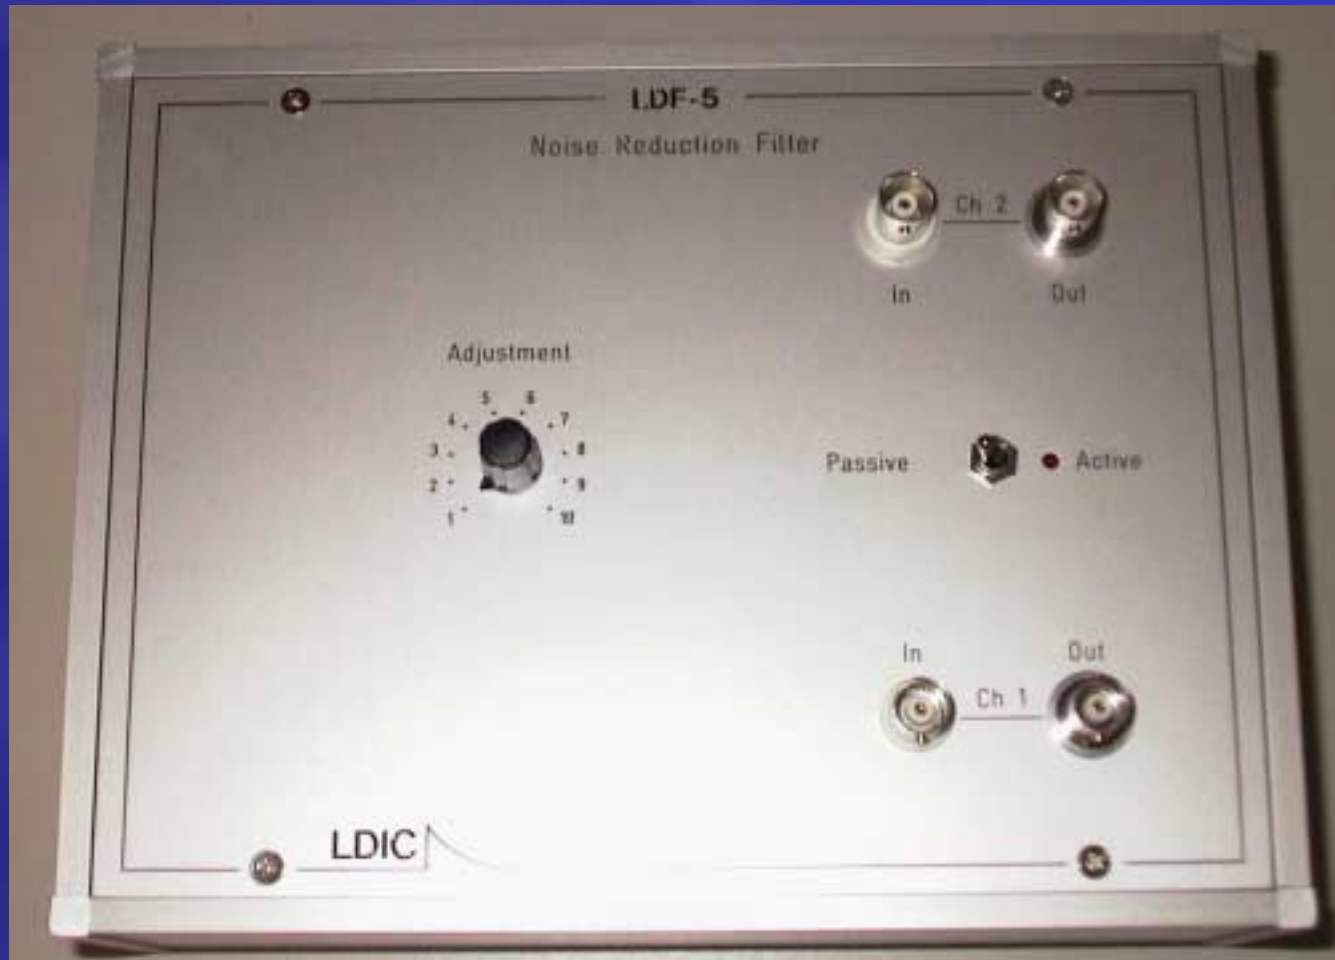 LDF-5
Noise Reduction Filter
Ch 2
In Out
Adjustment
1 2 3 4 5 6 7 8 9 10
Passive Active
In Out
Ch 1
LDIC